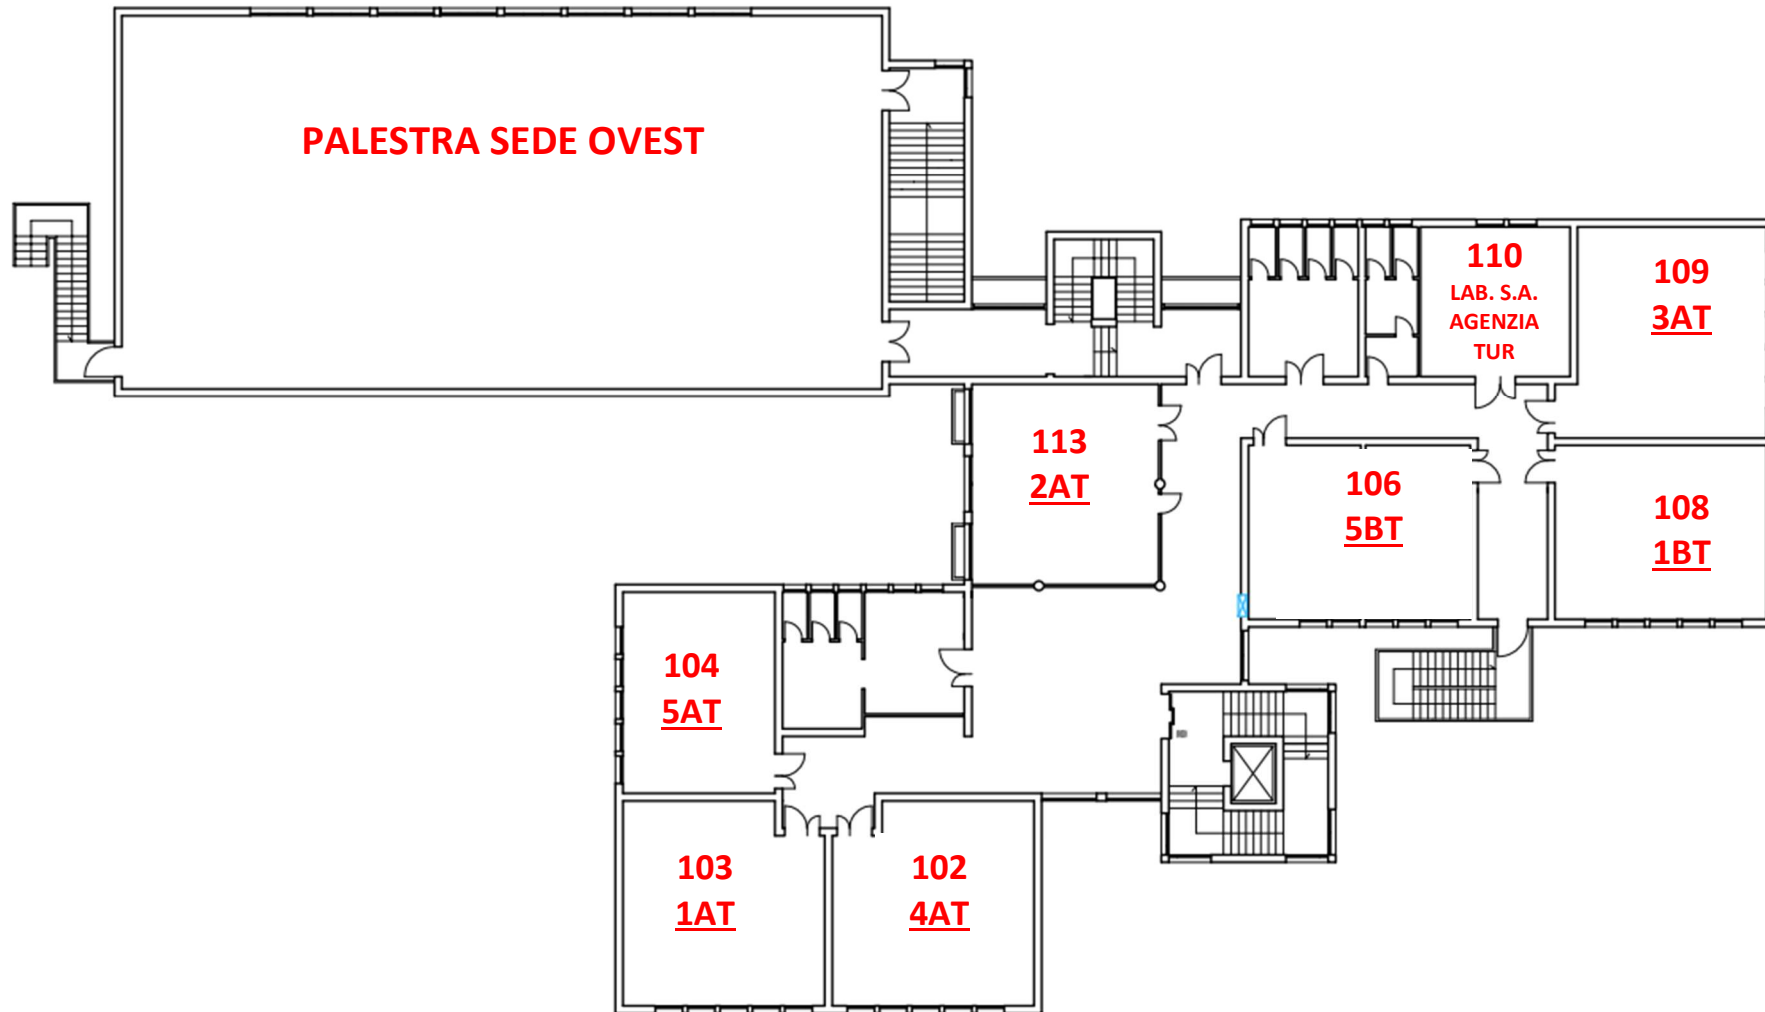 PALESTRA SEDE OVEST
110
LAB. S.A.
AGENZIA
TUR
109
3AT
113
2AT
106
5BT
108
1BT
104
5AT
103
1AT
102
4AT